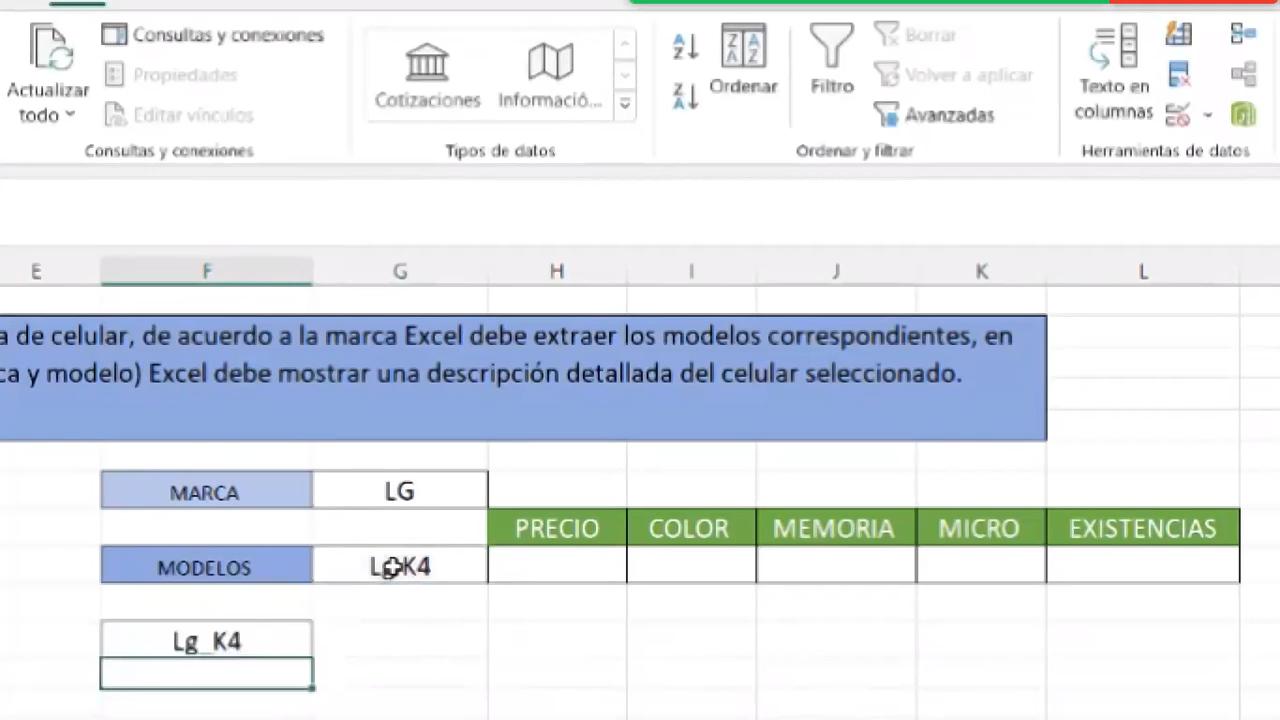 Actualizar
todo
Consultas y conexiones
Propiedades
Editar vínculos
Consultas y conexiones
Cotizaciones
Informació...
Tipos de datos
Ordenar
Filtro
Borrar
Volver a aplicar
Avanzadas
Ordenar y filtrar
Texto en
columnas
Herramientas de datos
E F G H I J K L
a de celular, de acuerdo a la marca Excel debe extraer los modelos correspondientes, en
ca y modelo) Excel debe mostrar una descripción detallada del celular seleccionado.
MARCA LG
PRECIO COLOR MEMORIA MICRO EXISTENCIAS
MODELOS
Lg_K4